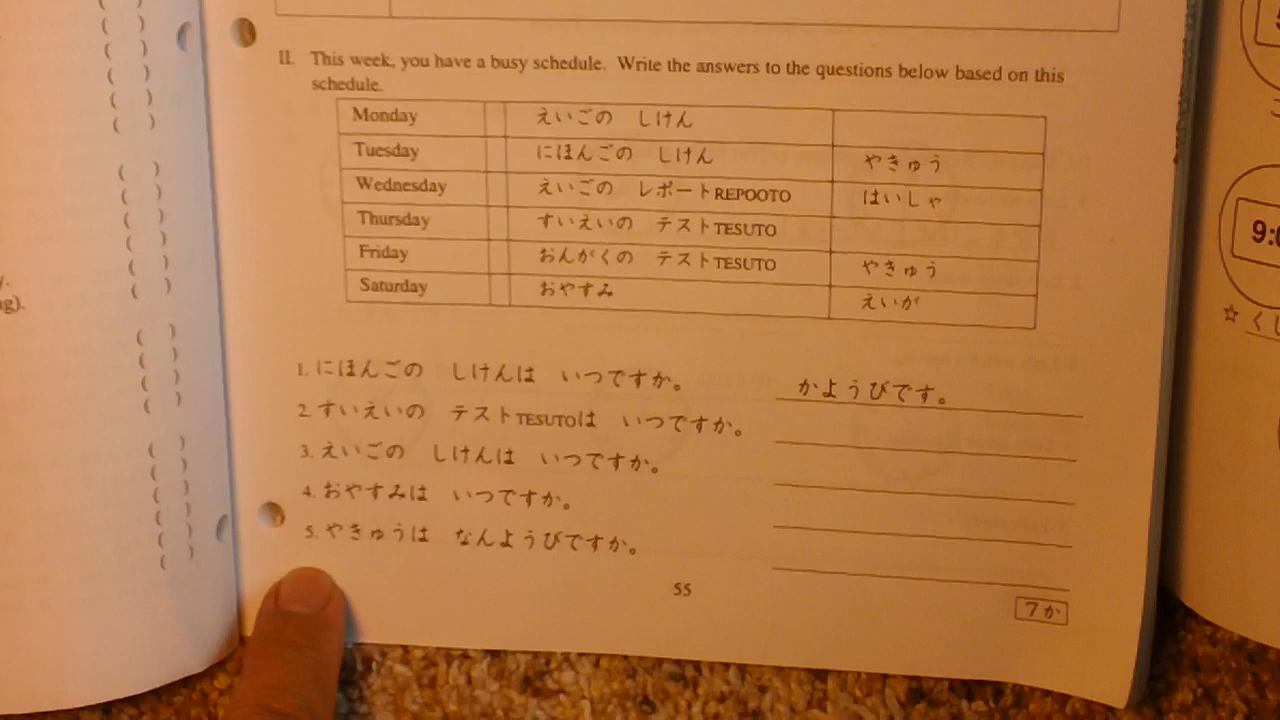 II. This week, you have a busy schedule. Write the answers to the questions below based on this
schedule.
Monday えいごの しけん
Tuesday にほんごの しけん やきゅう
Wednesday えいごの レポートREPOOTO はいしゃ
Thursday すいえいの テストTESUTO
Friday おんがくの テストTESUTO やきゅう
Saturday おやすみ えいが
1. にほんごの しけんは いつですか。 かようびです。
2. すいえいの テストTESUTOは いつですか。
3. えいごの しけんは いつですか。
4. おやすみは いつですか。
5. やきゅうは なんようびですか。
55
7か
9:0
☆くし
g).